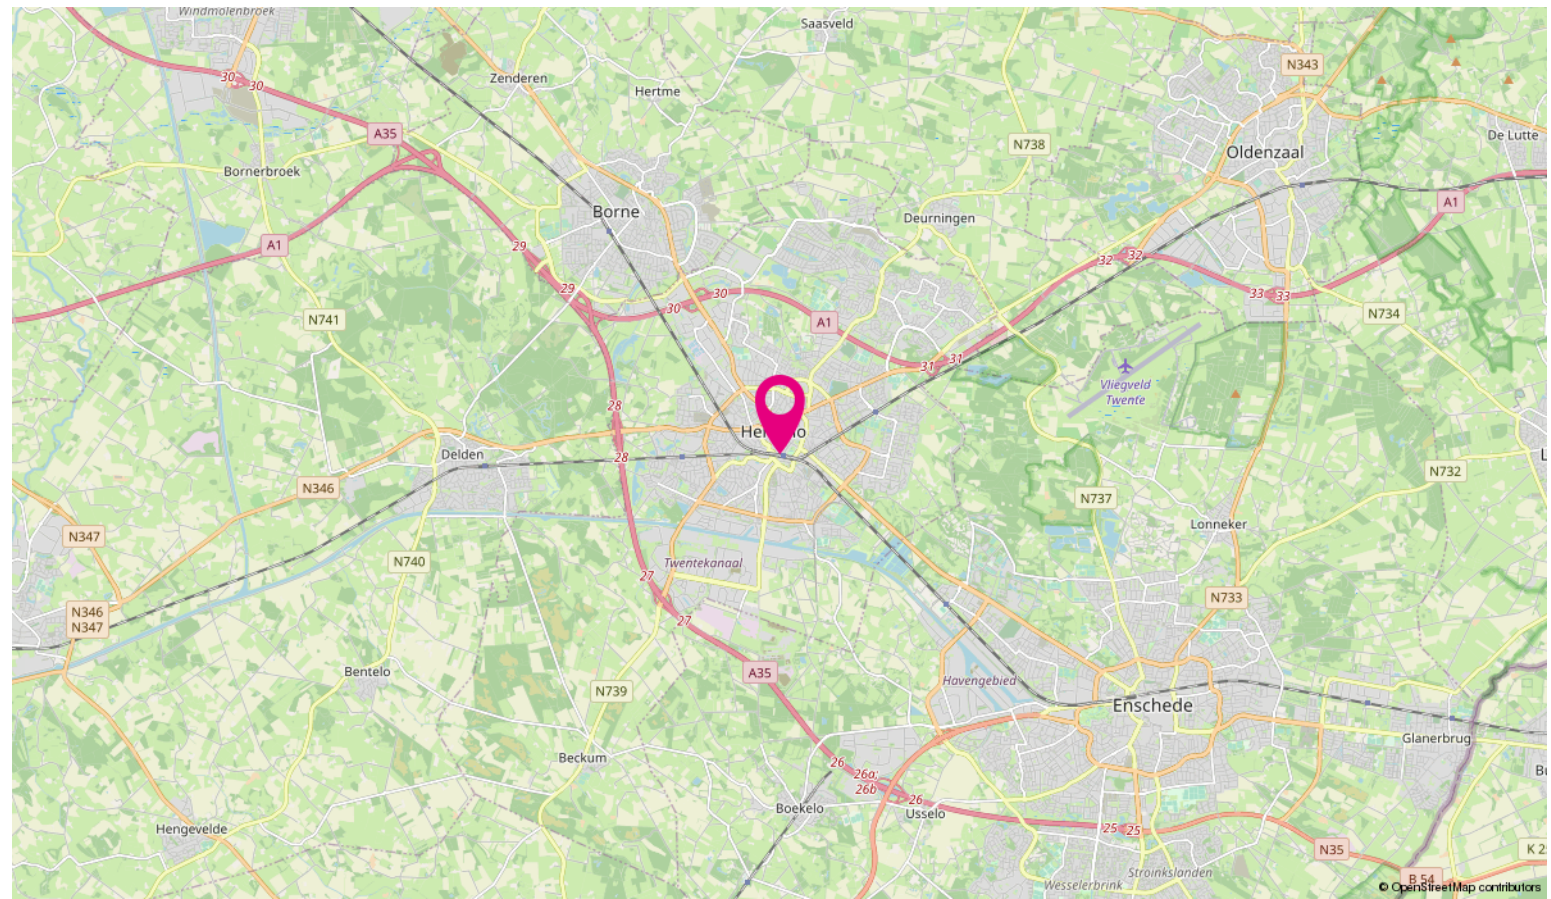 Windmolenbroek
Saasveld
Zenderen
Hertme
N343
30
30
A35
De Lutte
N738
Oldenzaal
Bornerbroek
A1
Borne
Deurningen
A1
29
32
32
29
33
33
30
30
N741
A1
N734
31
31
Vliegveld
Twente
28
Delden
28
N732
N346
N737
Lonneker
N347
N740
Twentekanaal
27
N346
N347
N733
27
Bentelo
A35
Havengebied
N739
Enschede
Glanerbrug
Beckum
26
26a;
26b
26
Boekelo
Usselo
Hengevelde
25
25
N35
Stroinkslanden
B 54
Wesselerbrink
© OpenStreetMap contributors